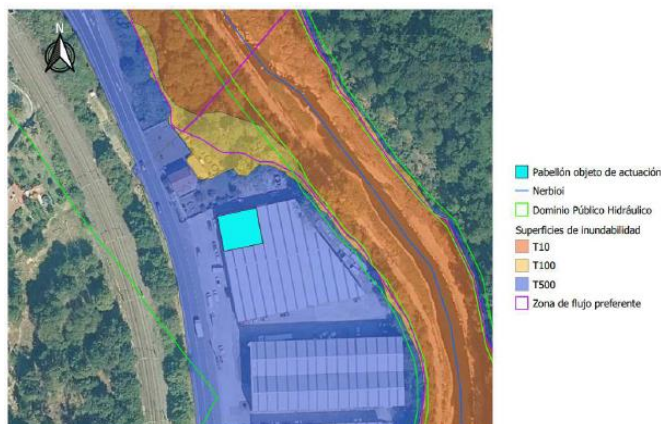 N
Pabellón objeto de actuación
Nerbioi
Dominio Público Hidráulico
Superficies de inundabilidad
T10
T100
T500
Zona de flujo preferente